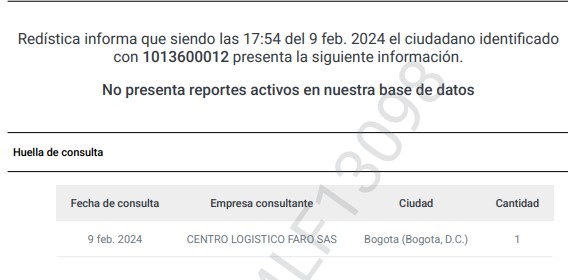 Redística informa que siendo las 17:54 del 9 feb. 2024 el ciudadano identificado
con 1013600012 presenta la siguiente información.
No presenta reportes activos en nuestra base de datos
Huella de consulta
Fecha de consulta Empresa consultante Ciudad Cantidad
9 feb. 2024 CENTRO LOGISTICO FARO SAS Bogota (Bogota, D.C.) 1
MLF13098